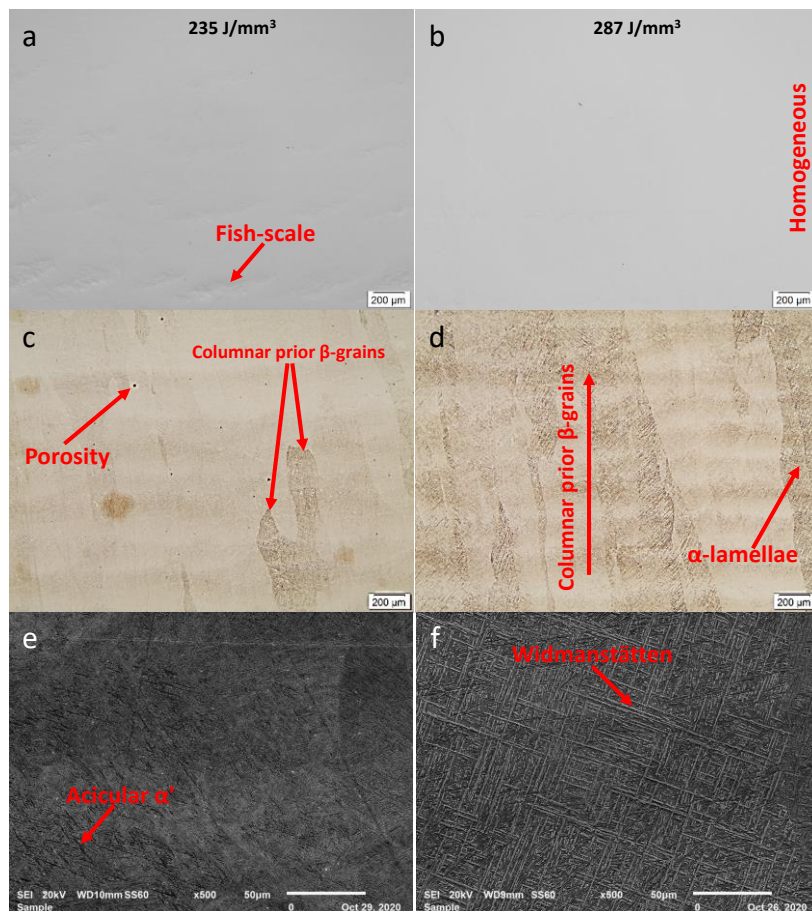 a
235 J/mm³
Fish-scale
200 µm
b
287 J/mm³
Homogeneous
200 µm
c
Columnar prior β-grains
Porosity
200 µm
d
Columnar prior β-grains
α-lamellae
200 µm
e
Acicular α'
SEI 20kV WD10mm SS60 x500 50µm
Sample 0 Oct 29, 2020
f
Widmanstätten
SEI 20kV WD9mm SS60 x500 50µm
Sample 0 Oct 26, 2020